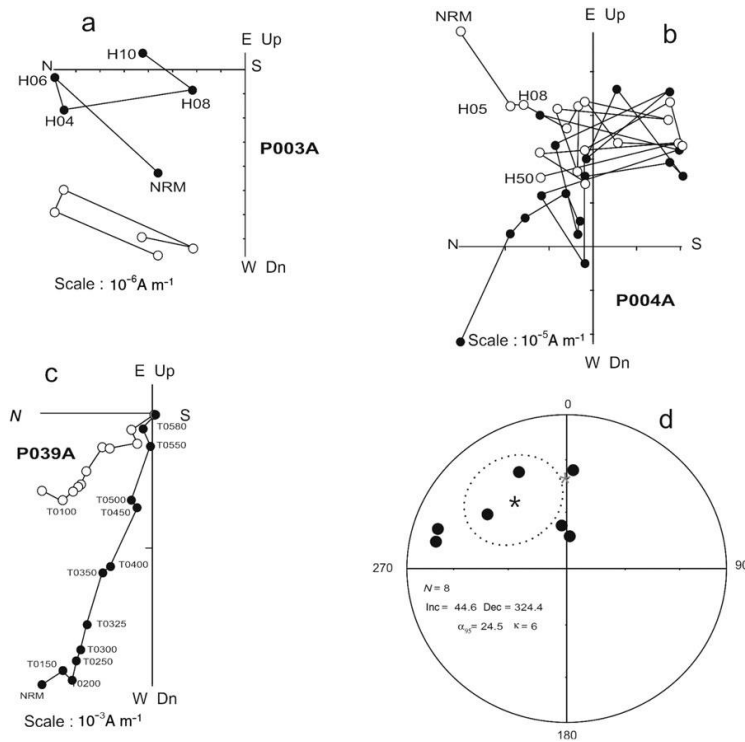 a
E Up
N
S
H10
H06
H04
H08
P003A
NRM
W Dn
Scale : 10⁻⁶A m⁻¹
b
E Up
NRM
H08
H05
H50
N
S
P004A
Scale : 10⁻⁵A m⁻¹
W Dn
c
E Up
N
S
T0580
P039A
T0550
T0100
T0500
T0450
T0400
T0350
T0325
T0300
T0250
T0150
T0200
NRM
W Dn
Scale : 10⁻³A m⁻¹
d
0
270
90
N = 8
Inc = 44.6 Dec = 324.4
α₉₅ = 24.5 κ = 6
180